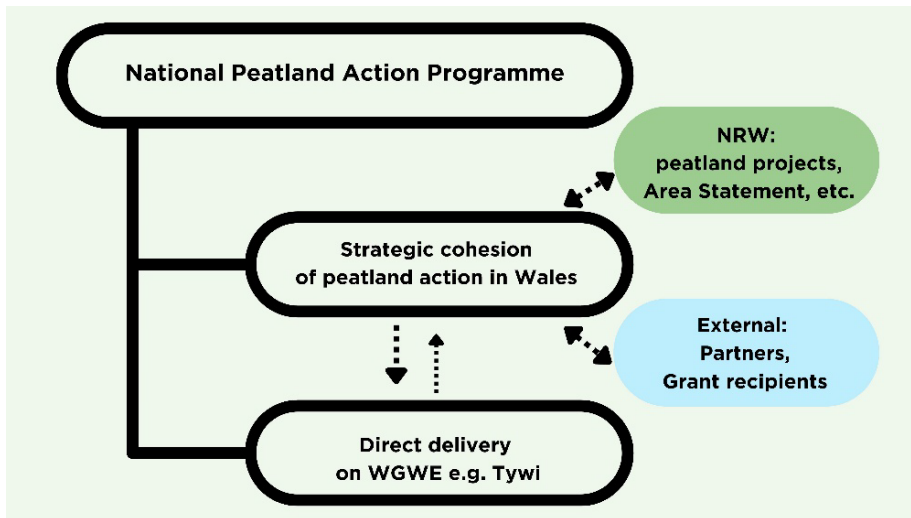 National Peatland Action Programme
NRW:
peatland projects,
Area Statement, etc.
Strategic cohesion
of peatland action in Wales
External:
Partners,
Grant recipients
Direct delivery
on WGWE e.g. Tywi